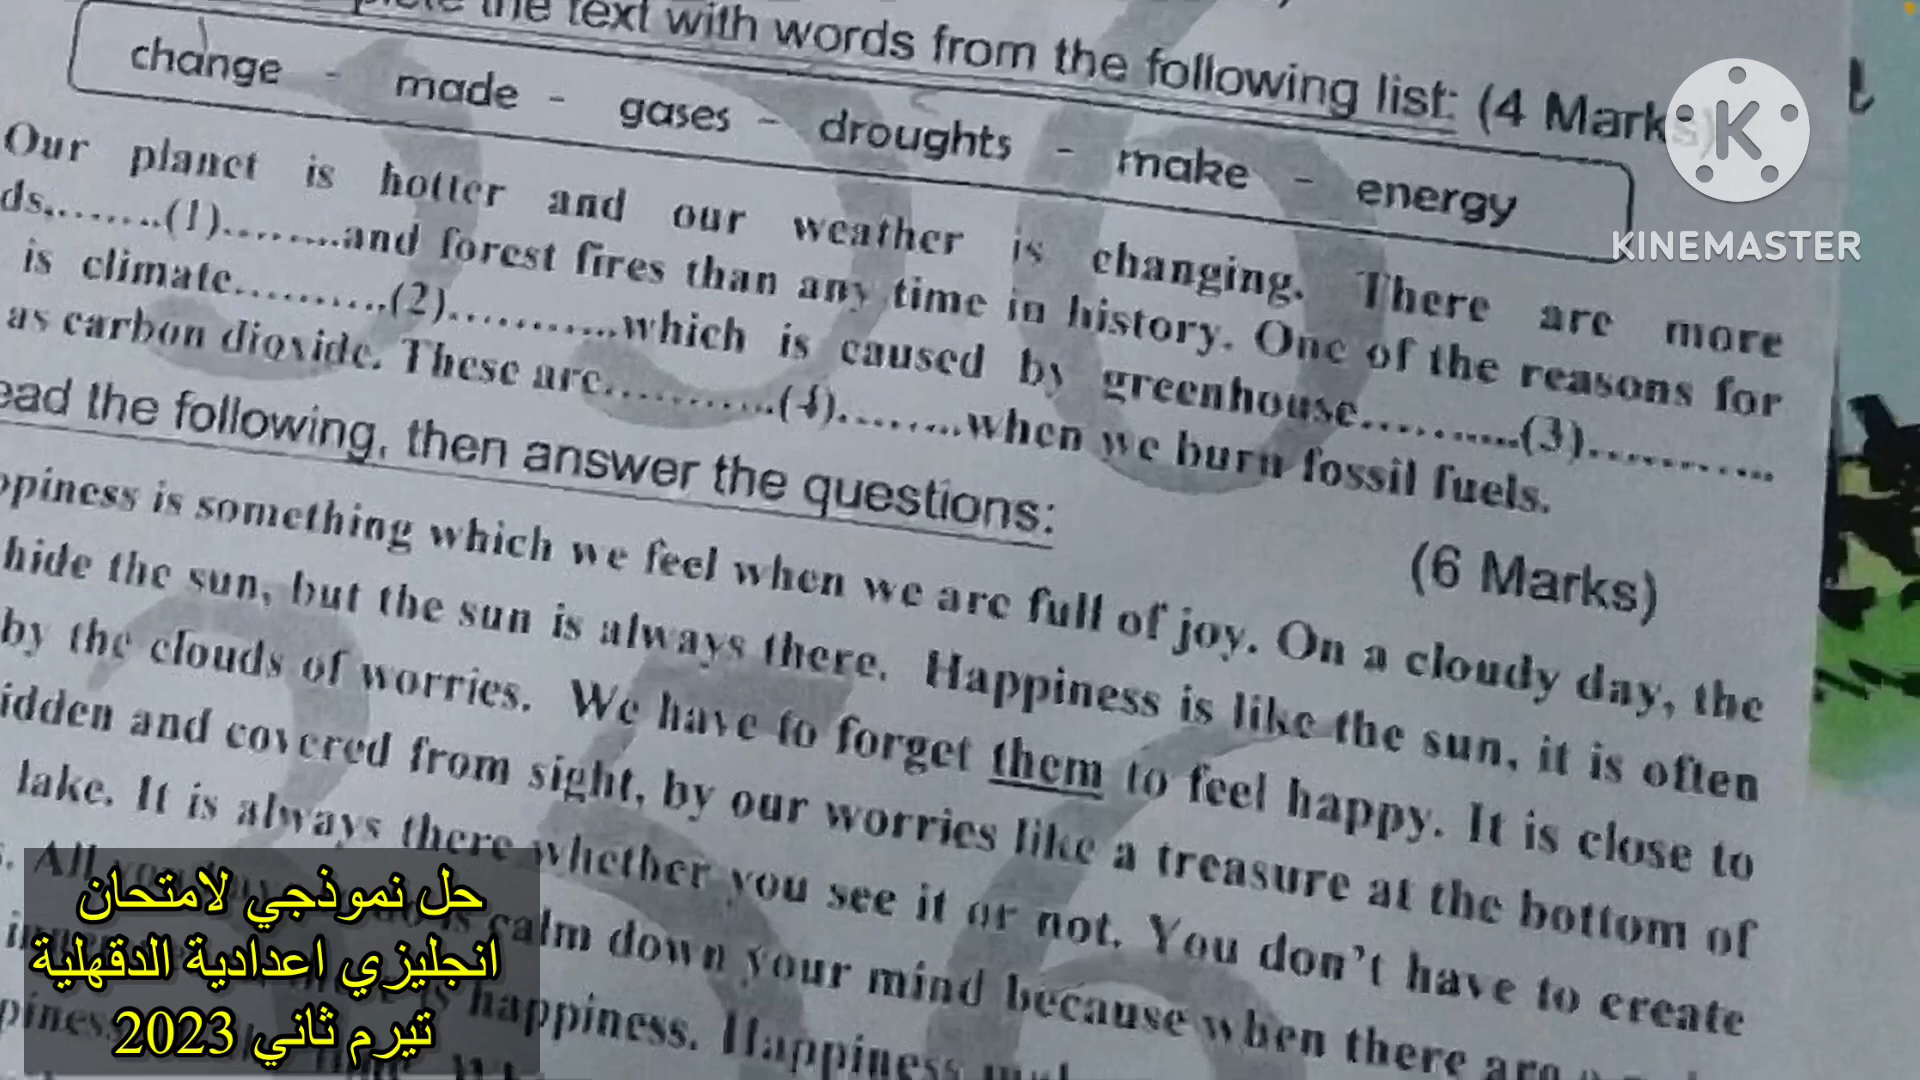 the text with words from the following list: (4 Marks)
change - made - gases - droughts - make - energy
Our planet is hotter and our weather is changing. There are more
ds.........(1).........and forest fires than any time in history. One of the reasons for
is climate...........(2)............which is caused by greenhouse...........(3)............
as carbon dioxide. These are............(4).........when we burn fossil fuels.
ead the following, then answer the questions:
(6 Marks)
ppiness is something which we feel when we are full of joy. On a cloudy day, the
hide the sun, but the sun is always there. Happiness is like the sun, it is often
by the clouds of worries. We have to forget them to feel happy. It is close to
idden and covered from sight, by our worries like a treasure at the bottom of
lake. It is always there whether you see it or not. You don't have to create
All calm down your mind because when there are
is happiness. Happiness
KINEMASTER
حل نموذجي لامتحان
انجليزي اعدادية الدقهلية
تيرم ثاني 2023